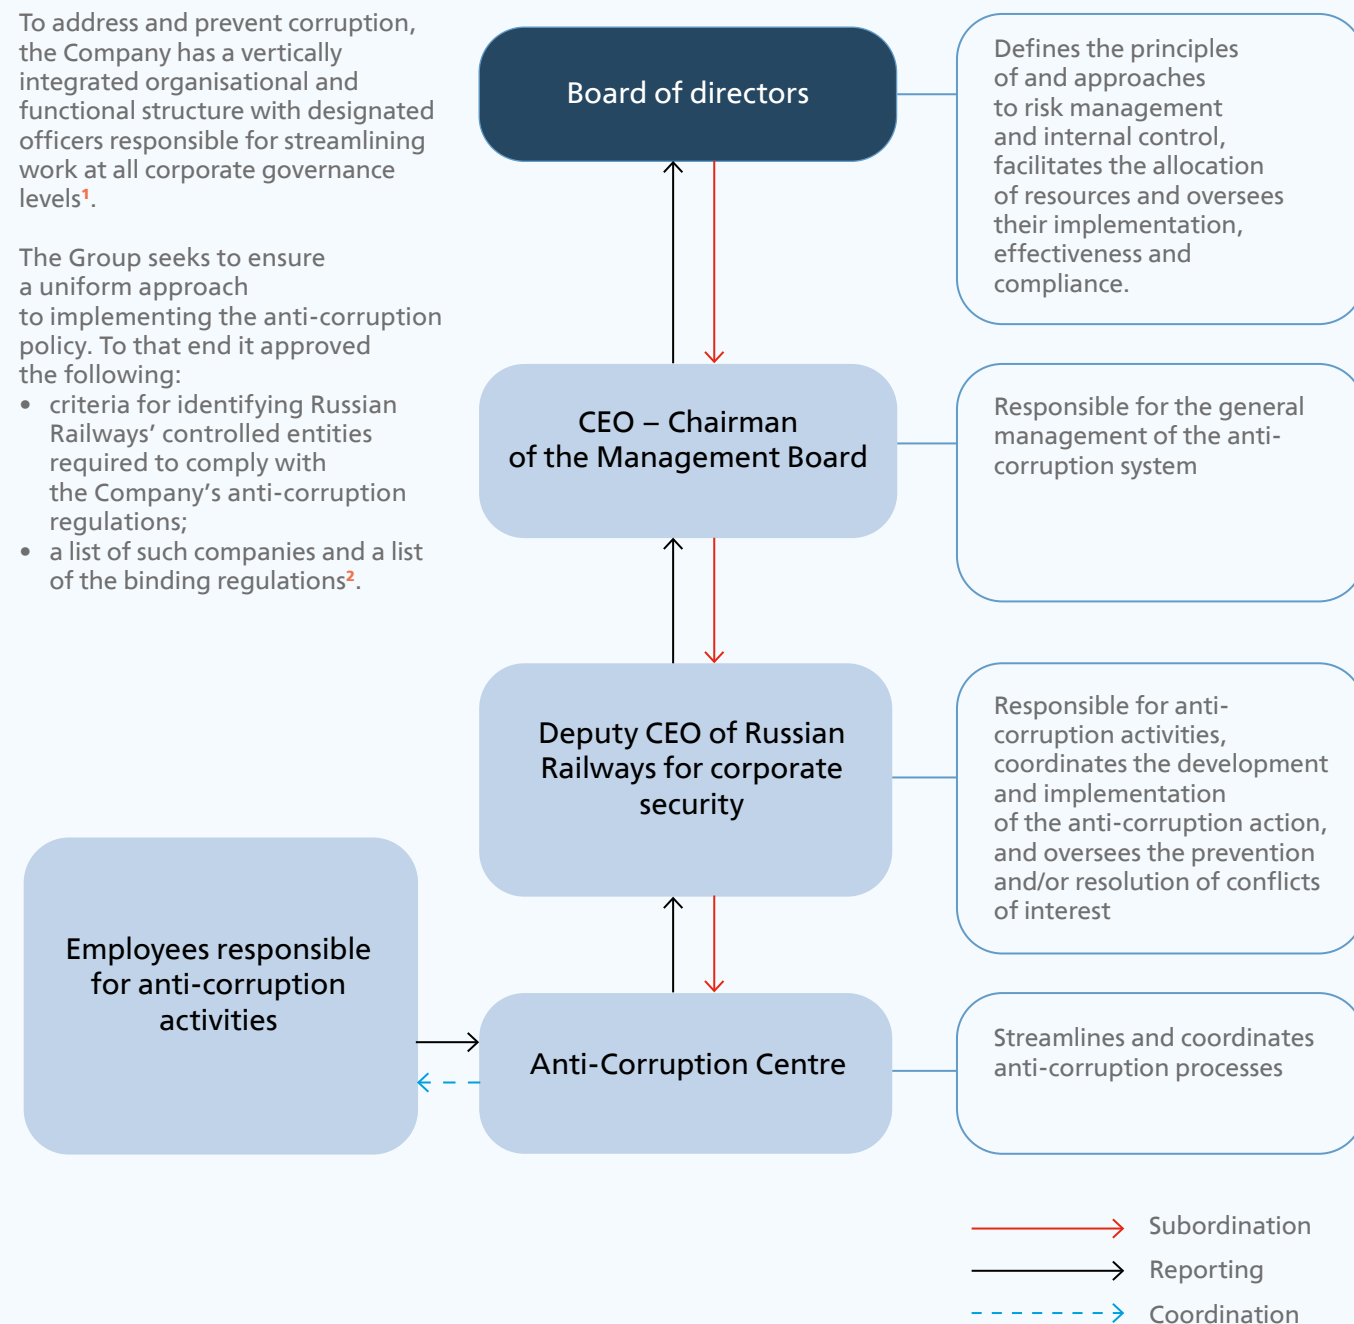 To address and prevent corruption,
the Company has a vertically
integrated organisational and
functional structure with designated
officers responsible for streamlining
work at all corporate governance
levels¹.
The Group seeks to ensure
a uniform approach
to implementing the anti-corruption
policy. To that end it approved
the following:
• criteria for identifying Russian
Railways’ controlled entities
required to comply with
the Company’s anti-corruption
regulations;
• a list of such companies and a list
of the binding regulations².
Board of directors
Defines the principles
of and approaches
to risk management
and internal control,
facilitates the allocation
of resources and oversees
their implementation,
effectiveness and
compliance.
CEO – Chairman
of the Management Board
Responsible for the general
management of the anti-
corruption system
Deputy CEO of Russian
Railways for corporate
security
Responsible for anti-
corruption activities,
coordinates the development
and implementation
of the anti-corruption action,
and oversees the prevention
and/or resolution of conflicts
of interest
Employees responsible
for anti-corruption
activities
Anti-Corruption Centre
Streamlines and coordinates
anti-corruption processes
Subordination
Reporting
Coordination